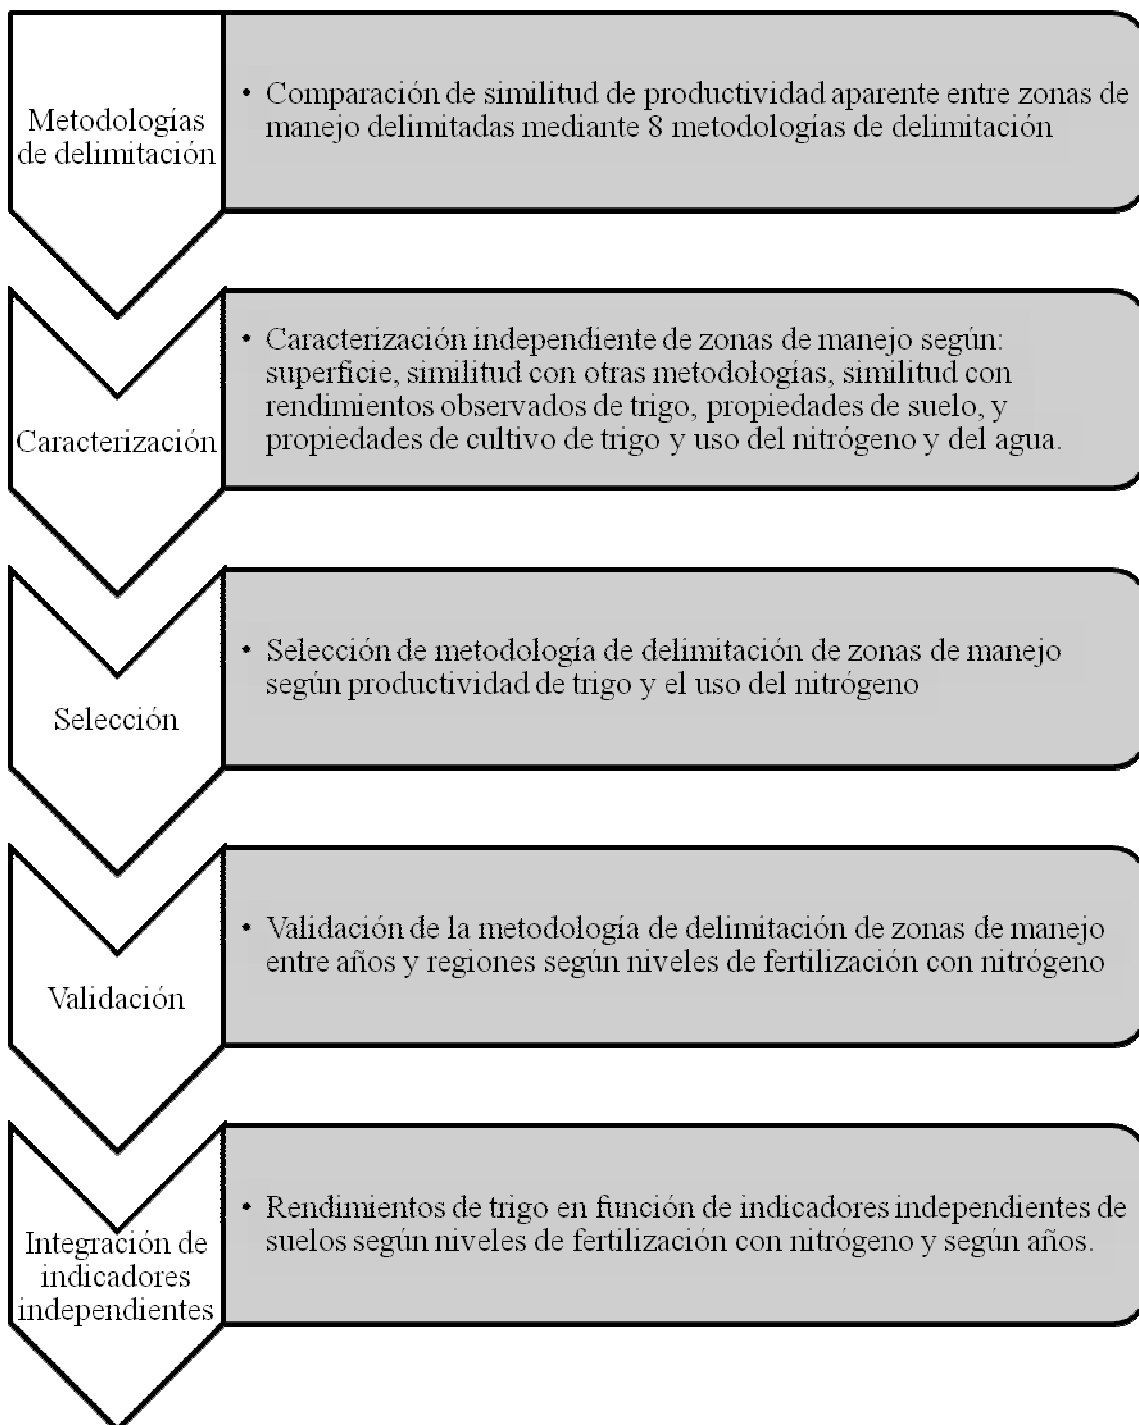 Metodologías
de delimitación
• Comparación de similitud de productividad aparente entre zonas de
manejo delimitadas mediante 8 metodologías de delimitación
Caracterización
• Caracterización independiente de zonas de manejo según:
superficie, similitud con otras metodologías, similitud con
rendimientos observados de trigo, propiedades de suelo, y
propiedades de cultivo de trigo y uso del nitrógeno y del agua.
Selección
• Selección de metodología de delimitación de zonas de manejo
según productividad de trigo y el uso del nitrógeno
Validación
• Validación de la metodología de delimitación de zonas de manejo
entre años y regiones según niveles de fertilización con nitrógeno
Integración de
indicadores
independientes
• Rendimientos de trigo en función de indicadores independientes de
suelos según niveles de fertilización con nitrógeno y según años.